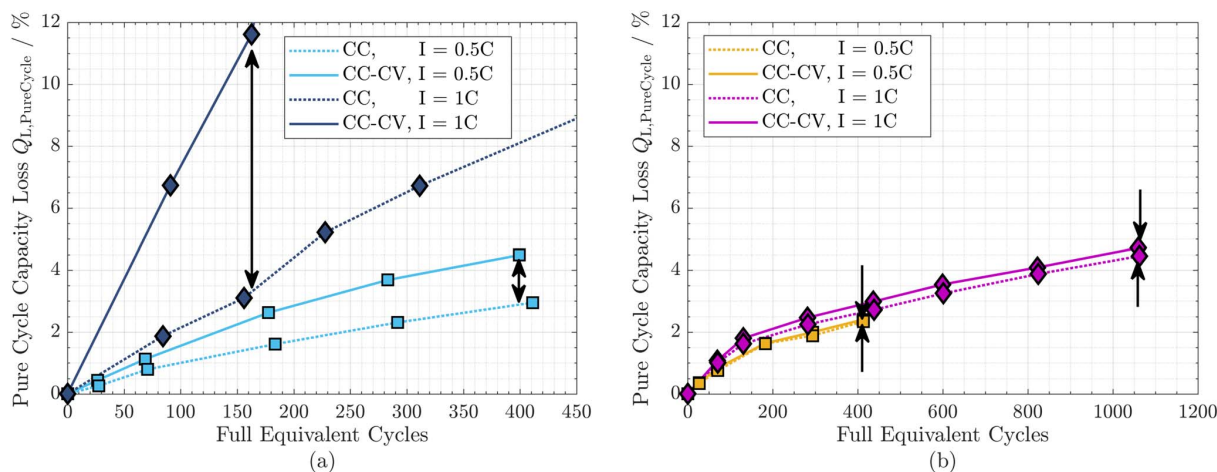 Pure Cycle Capacity Loss Q_L,PureCycle / %
12
10
8
6
4
2
0
CC, I = 0.5C
CC-CV, I = 0.5C
CC, I = 1C
CC-CV, I = 1C
0 50 100 150 200 250 300 350 400 450
Full Equivalent Cycles
(a)
Pure Cycle Capacity Loss Q_L,PureCycle / %
12
10
8
6
4
2
0
CC, I = 0.5C
CC-CV, I = 0.5C
CC, I = 1C
CC-CV, I = 1C
0 200 400 600 800 1000 1200
Full Equivalent Cycles
(b)